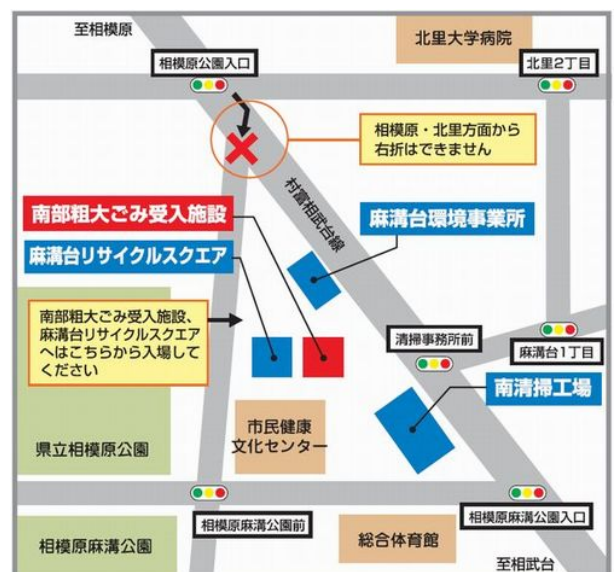 至相模原
北里大学病院
相模原公園入口
北里2丁目
相模原・北里方面から
右折はできません
村富相武台線
南部粗大ごみ受入施設
麻溝台環境事業所
麻溝台リサイクルスクエア
南部粗大ごみ受入施設、
麻溝台リサイクルスクエア
へはこちらから入場して
ください
清掃事務所前
麻溝台1丁目
南清掃工場
市民健康
文化センター
県立相模原公園
相模原麻溝公園前
相模原麻溝公園入口
相模原麻溝公園
総合体育館
至相武台